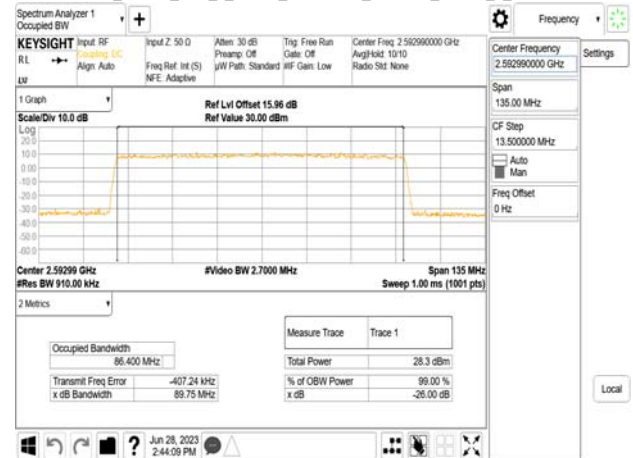 Spectrum Analyzer 1
Occupied BW
Frequency
KEYSIGHT
RL
Input: RF
Coupling: DC
Align: Auto
Input Z: 50 Ω
Freq Ref: Int (S)
NFE: Adaptive
Atten: 30 dB
Preamp: Off
µW Path: Standard
Trig: Free Run
Gate: Off
#IF Gain: Low
Center Freq: 2.592990000 GHz
Avg|Hold: 10/10
Radio Std: None
Center Frequency
2.592990000 GHz
Settings
Span
135.00 MHz
CF Step
13.500000 MHz
Auto
Man
Freq Offset
0 Hz
Local
1 Graph
Scale/Div 10.0 dB
Ref Lvl Offset 15.96 dB
Ref Value 30.00 dBm
Log
20.0
10.0
0.00
-10.0
-20.0
-30.0
-40.0
-50.0
-60.0
Center 2.59299 GHz
#Video BW 2.7000 MHz
Span 135 MHz
#Res BW 910.00 kHz
Sweep 1.00 ms (1001 pts)
2 Metrics
Measure Trace
Trace 1
Occupied Bandwidth
86.400 MHz
Total Power
28.3 dBm
Transmit Freq Error
-407.24 kHz
% of OBW Power
99.00 %
x dB Bandwidth
89.75 MHz
x dB
-26.00 dB
?
Jun 28, 2023
2:44:09 PM